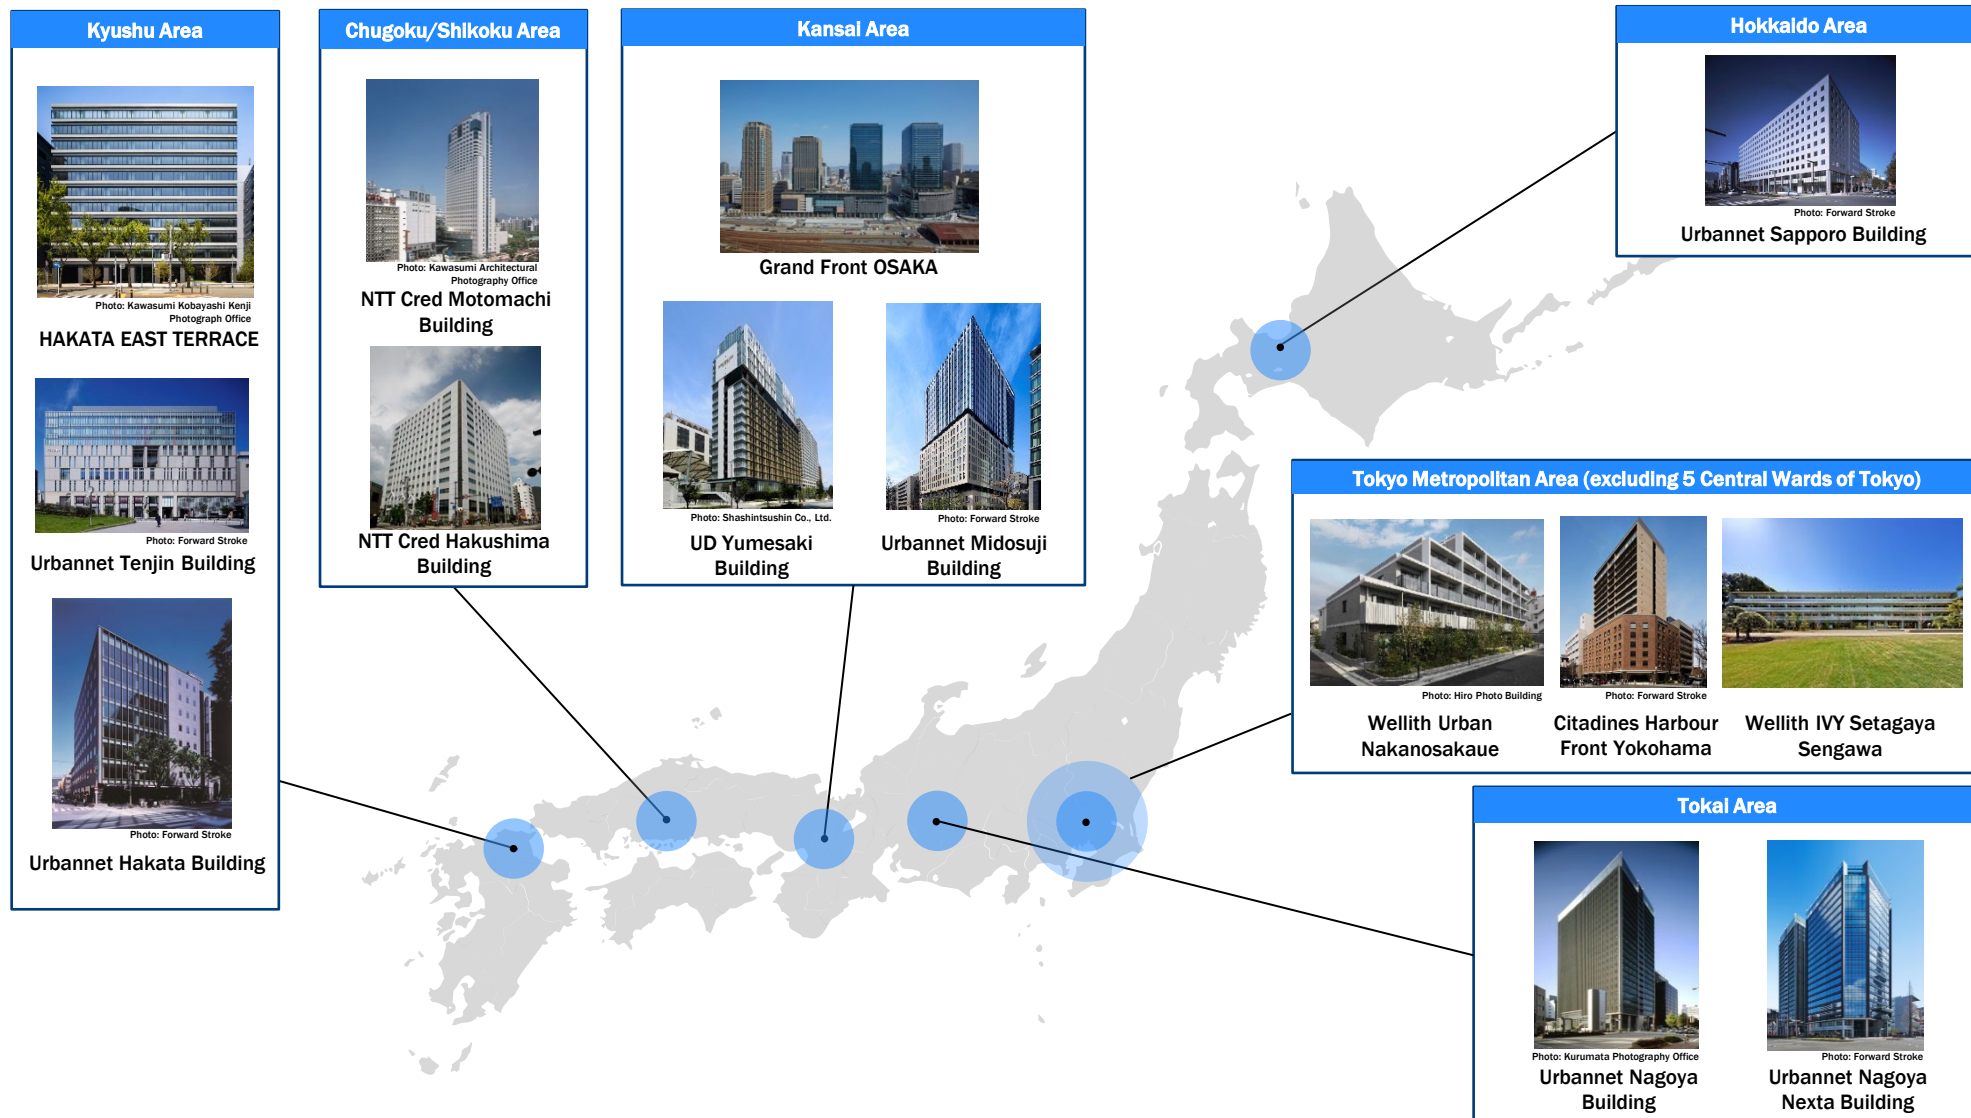 Kyushu Area
Photo: Kawasumi Kobayashi Kenji
Photograph Office
HAKATA EAST TERRACE
Photo: Forward Stroke
Urbannet Tenjin Building
Photo: Forward Stroke
Urbannet Hakata Building
Chugoku/Shikoku Area
Photo: Kawasumi Architectural
Photography Office
NTT Cred Motomachi
Building
NTT Cred Hakushima
Building
Kansai Area
Grand Front OSAKA
Photo: Shashintsushin Co., Ltd.
UD Yumesaki
Building
Photo: Forward Stroke
Urbannet Midosuji
Building
Hokkaido Area
Photo: Forward Stroke
Urbannet Sapporo Building
Tokyo Metropolitan Area (excluding 5 Central Wards of Tokyo)
Photo: Hiro Photo Building
Wellith Urban
Nakanosakaue
Photo: Forward Stroke
Citadines Harbour
Front Yokohama
Wellith IVY Setagaya
Sengawa
Tokai Area
Photo: Kurumata Photography Office
Urbannet Nagoya
Building
Photo: Forward Stroke
Urbannet Nagoya
Nexta Building